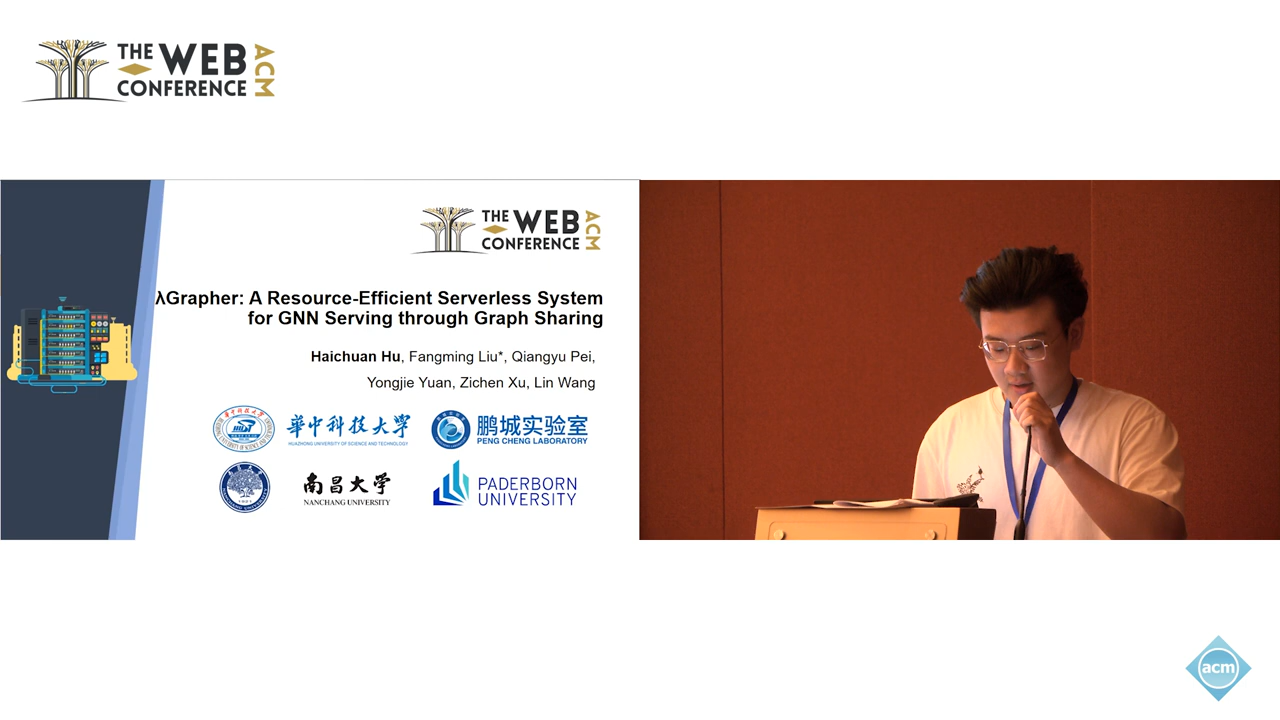 THE WEB
CONFERENCE
ACM
THE WEB
CONFERENCE
ACM
λGrapher: A Resource-Efficient Serverless System
for GNN Serving through Graph Sharing
Haichuan Hu, Fangming Liu*, Qiangyu Pei,
Yongjie Yuan, Zichen Xu, Lin Wang
華中科技大學
HUAZHONG UNIVERSITY OF SCIENCE AND TECHNOLOGY
鹏城实验室
PENG CHENG LABORATORY
南昌大学
NANCHANG UNIVERSITY
PADERBORN
UNIVERSITY
acm